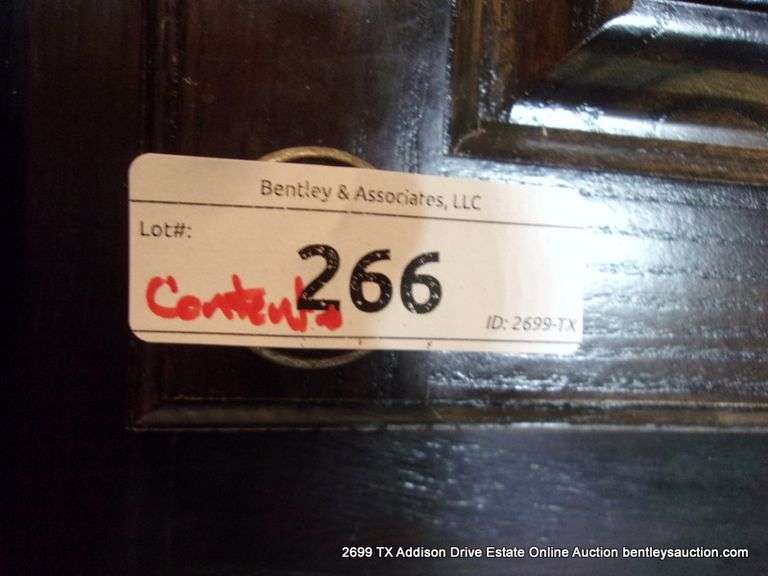 Bentley & Associates, LLC
Lot#:
266
Contents
ID: 2699-TX
2699 TX Addison Drive Estate Online Auction bentleysauction.com